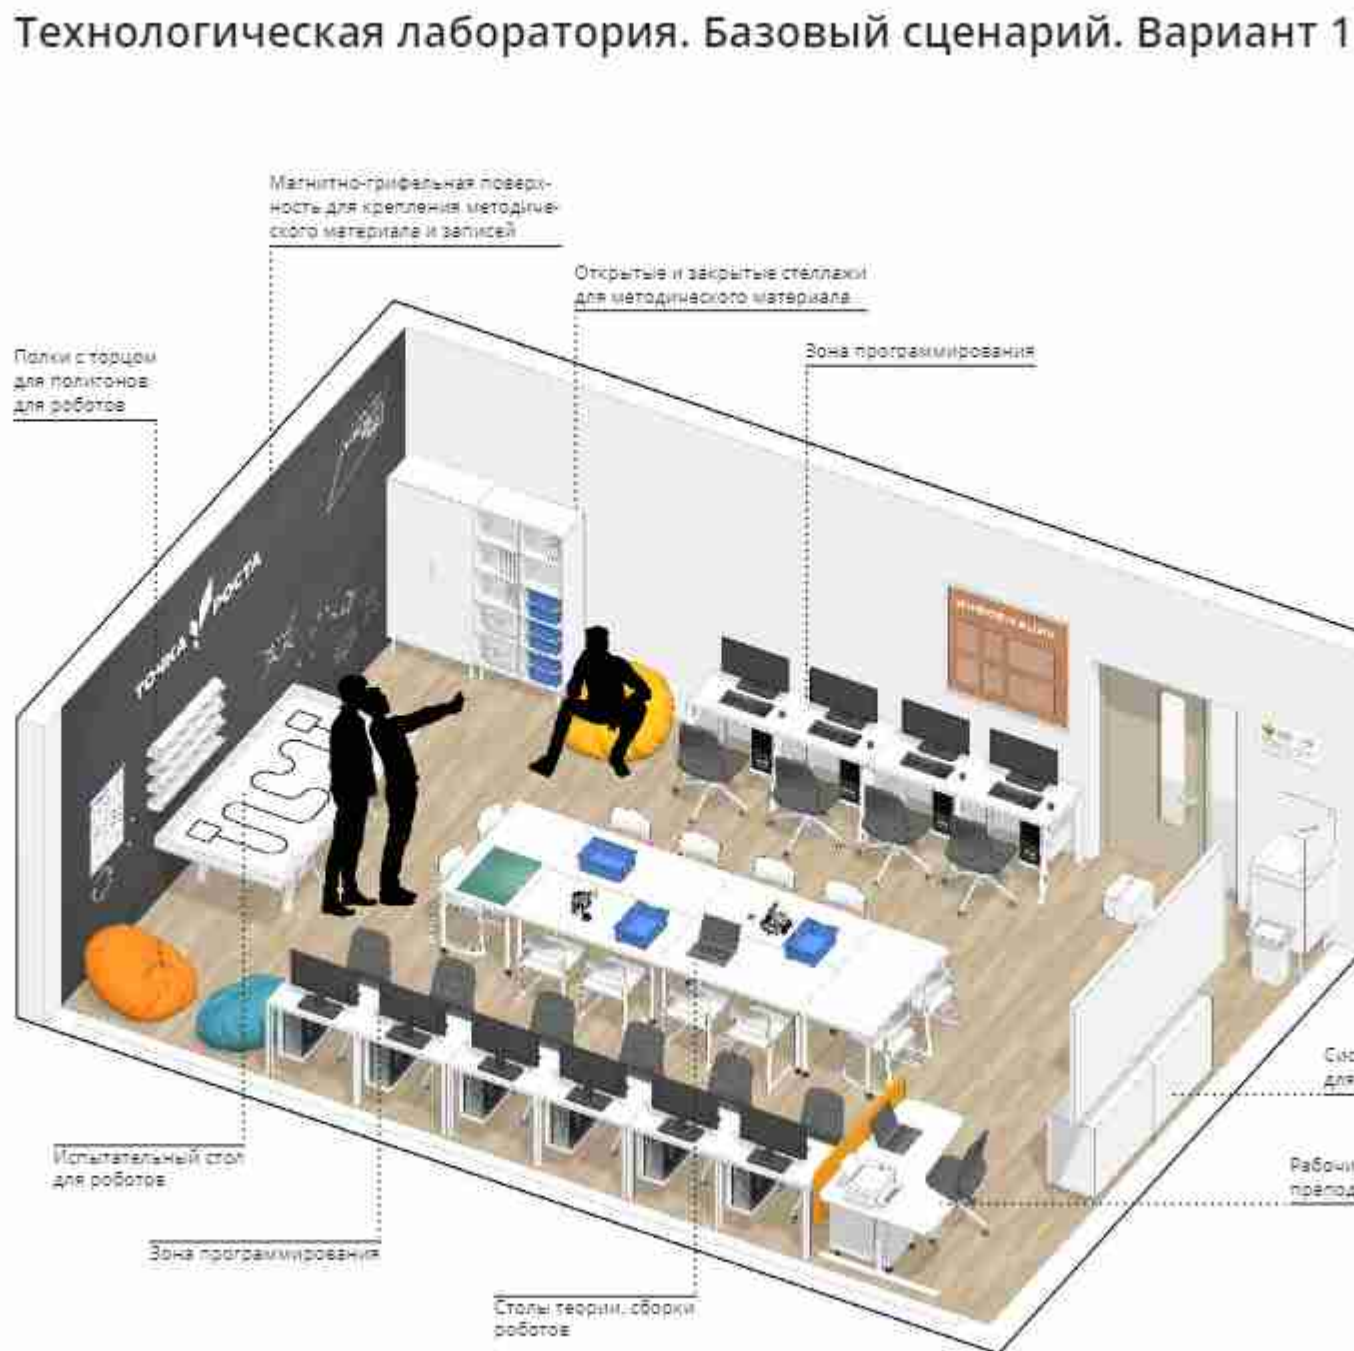 Технологическая лаборатория. Базовый сценарий. Вариант 1
Магнитно-грифельная поверх-
ность для крепления методиче-
ского материала и записей
Открытые и закрытые стеллажи
для методического материала
Зона программирования
Полки с торцом
для полигонов
для роботов
ТОЧКА РОСТА
Испытательный стол
для роботов
Зона программирования
Столы теории, сборки
роботов
для